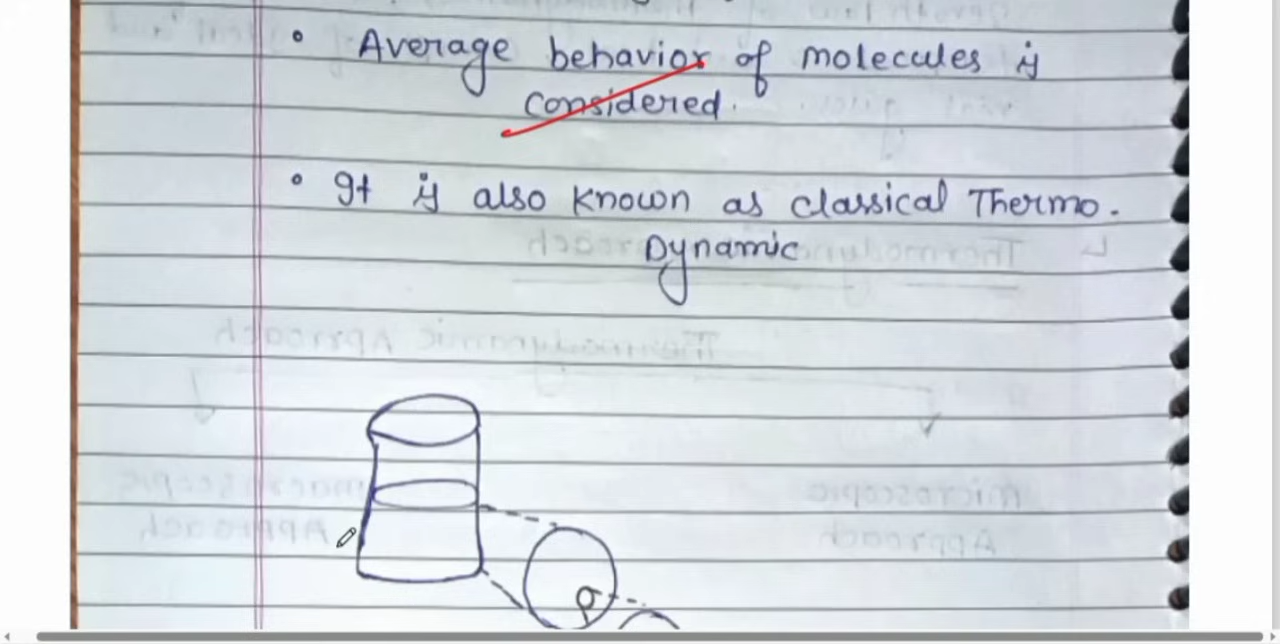 • Average behavior of molecules is
considered.
• It is also known as classical Thermo.
Dynamic